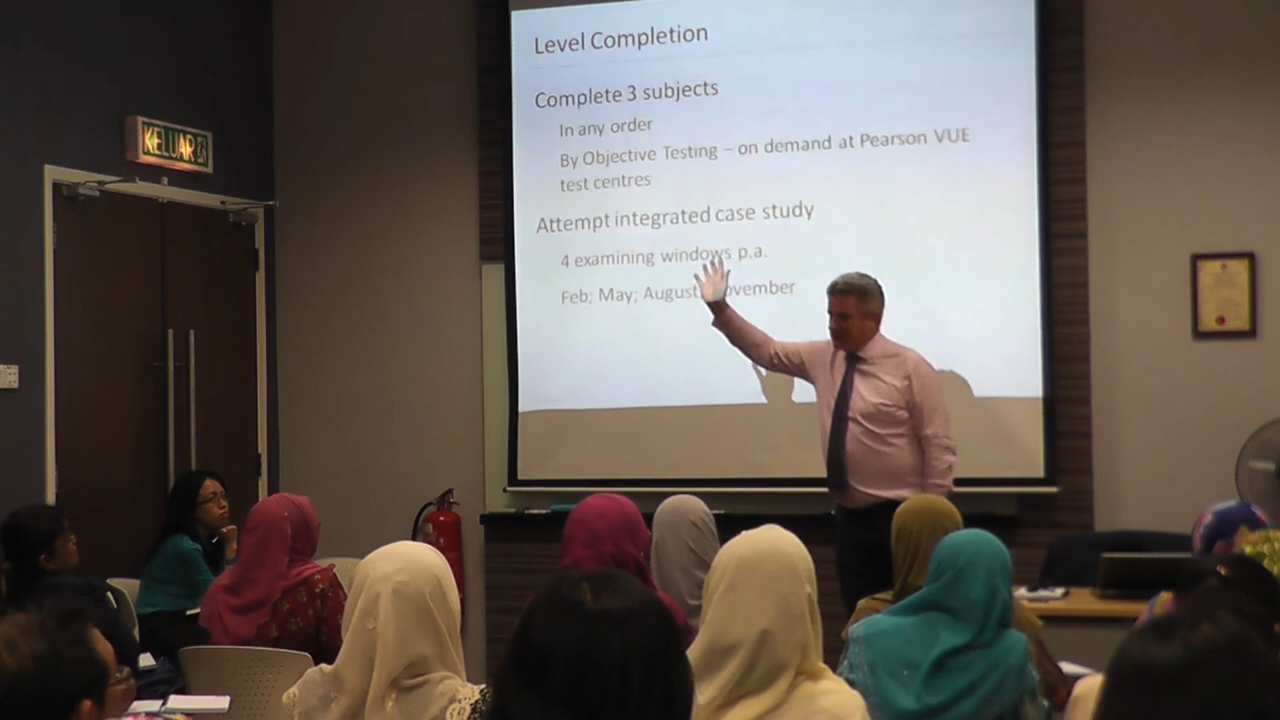 Level Completion
Complete 3 subjects
In any order
By Objective Testing – on demand at Pearson VUE
test centres
Attempt integrated case study
4 examining windows p.a.
Feb; May; August;
KELUAR